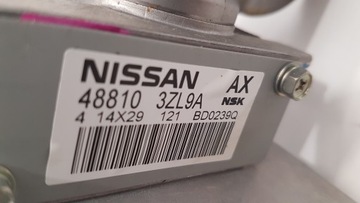 NISSAN AX
48810 3ZL9A NSK
4 14X29 121 BD0239Q